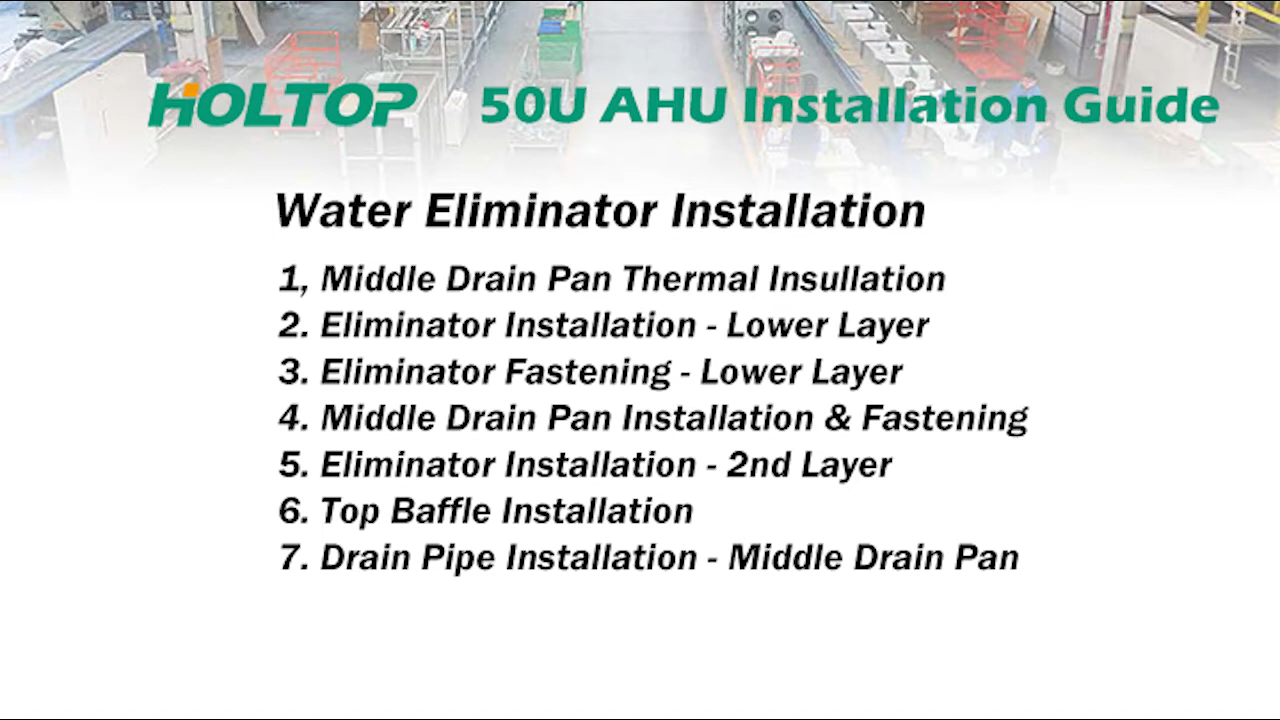 HOLTOP 50U AHU Installation Guide
Water Eliminator Installation
1, Middle Drain Pan Thermal Insullation
2. Eliminator Installation - Lower Layer
3. Eliminator Fastening - Lower Layer
4. Middle Drain Pan Installation & Fastening
5. Eliminator Installation - 2nd Layer
6. Top Baffle Installation
7. Drain Pipe Installation - Middle Drain Pan